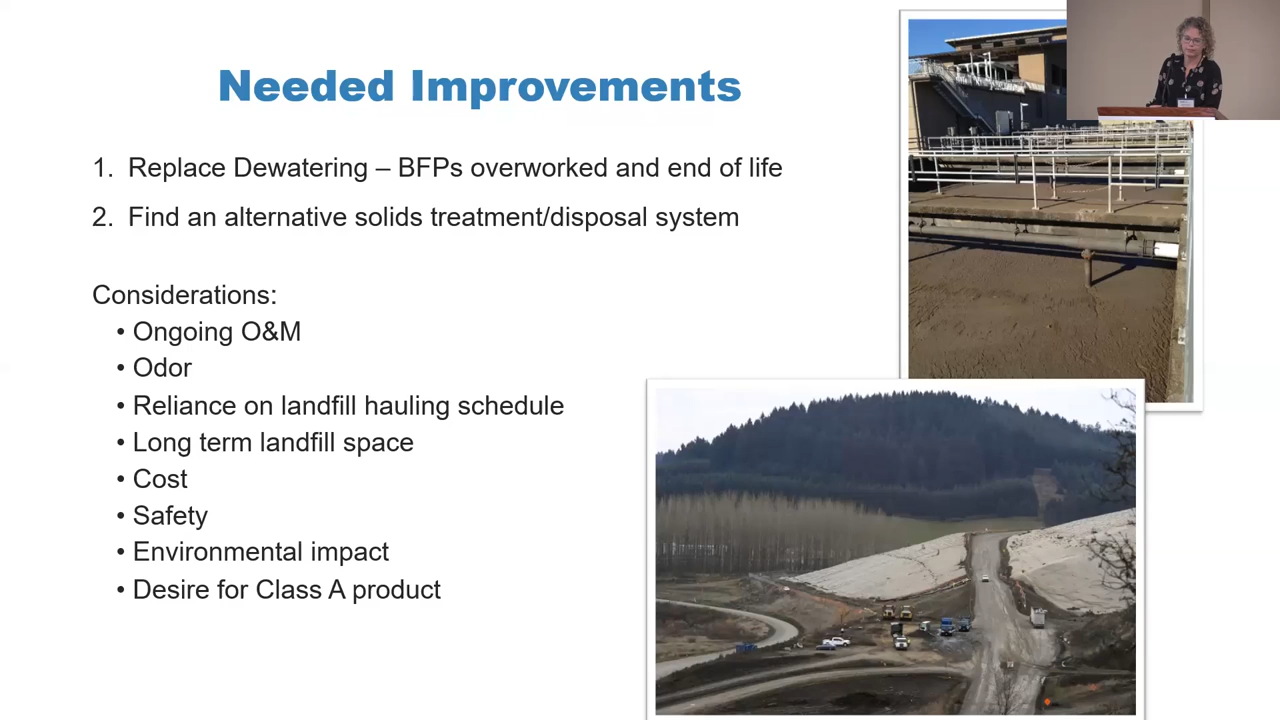 Needed Improvements
1. Replace Dewatering – BFPs overworked and end of life
2. Find an alternative solids treatment/disposal system
Considerations:
• Ongoing O&M
• Odor
• Reliance on landfill hauling schedule
• Long term landfill space
• Cost
• Safety
• Environmental impact
• Desire for Class A product